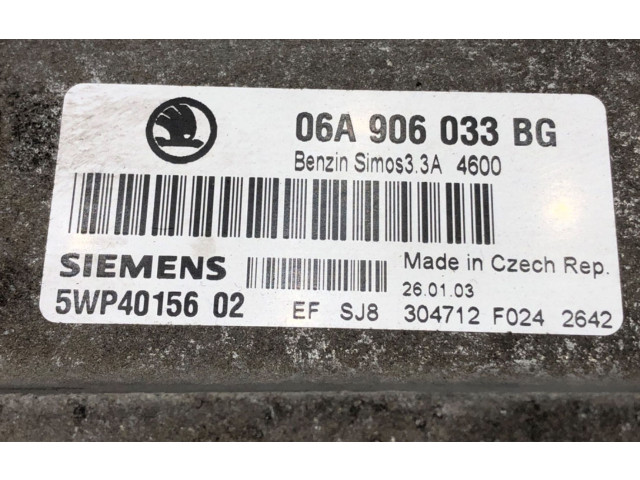 06A 906 033 BG
Benzin Simos3.3A 4600
SIEMENS
Made in Czech Rep.
5WP40156 02
26.01.03
EF SJ8 304712 F024 2642